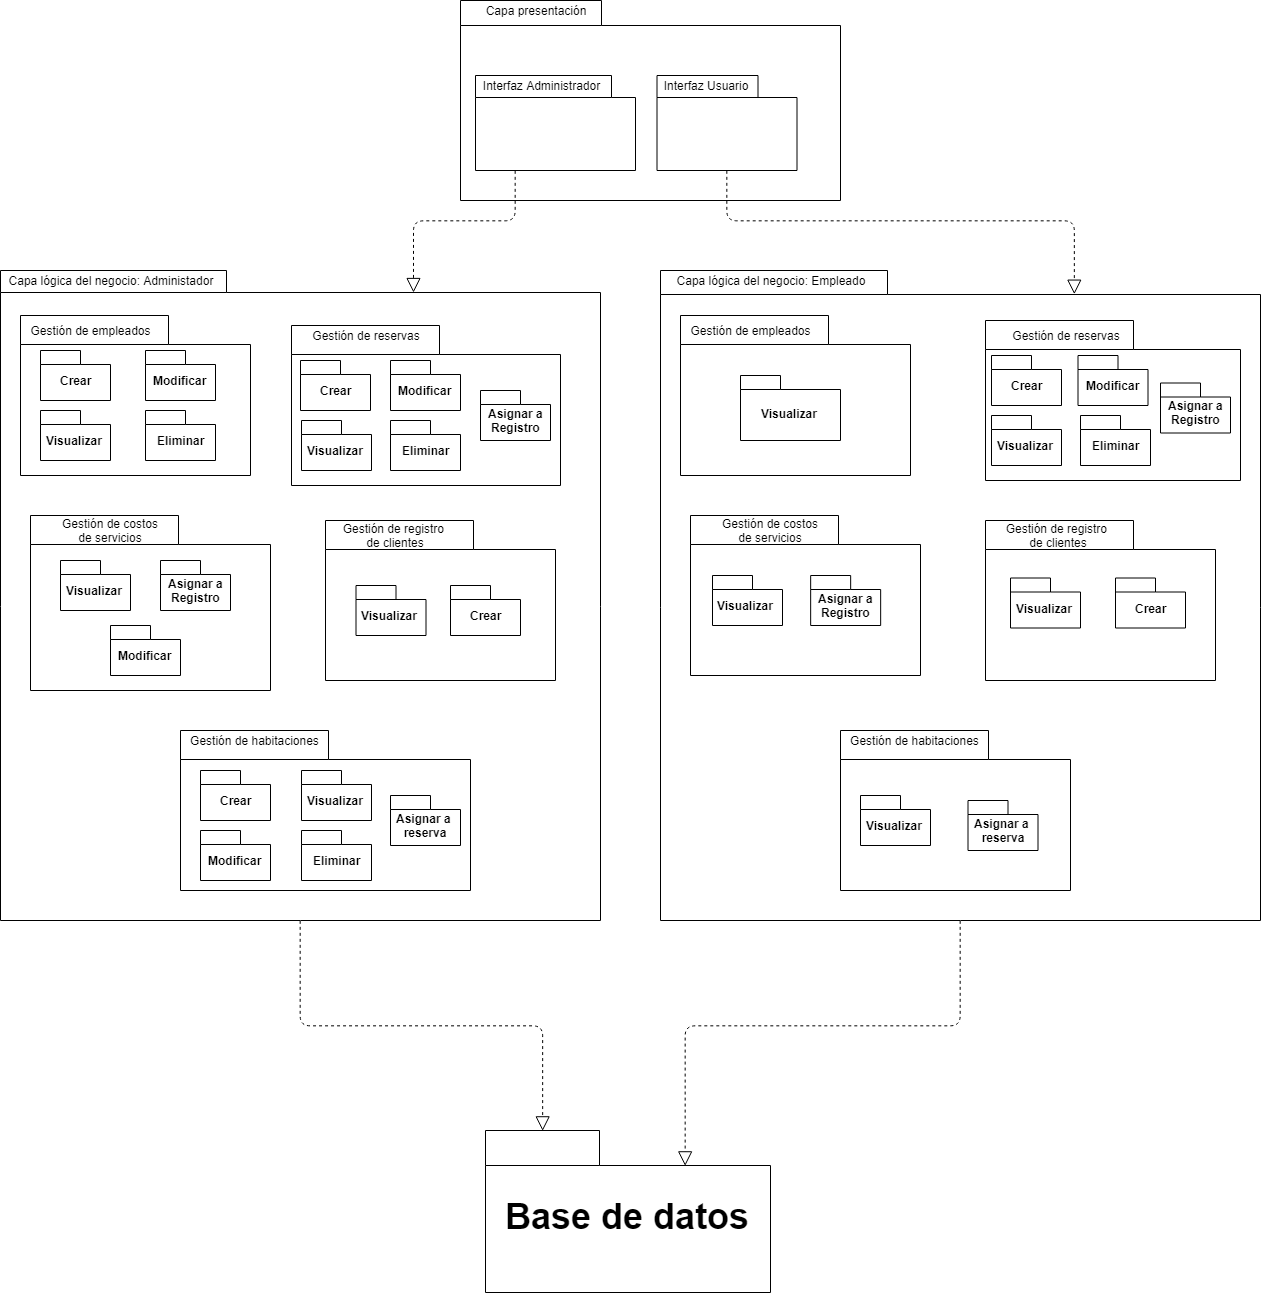 Capa presentación
Interfaz Administrador
Interfaz Usuario
Capa lógica del negocio: Administador
Gestión de empleados
Crear
Modificar
Visualizar
Eliminar
Gestión de reservas
Crear
Modificar
Visualizar
Eliminar
Asignar a
Registro
Gestión de costos
de servicios
Visualizar
Asignar a
Registro
Modificar
Gestión de registro
de clientes
Visualizar
Crear
Gestión de habitaciones
Crear
Visualizar
Modificar
Eliminar
Asignar a
reserva
Capa lógica del negocio: Empleado
Gestión de empleados
Visualizar
Gestión de reservas
Crear
Modificar
Visualizar
Eliminar
Asignar a
Registro
Gestión de costos
de servicios
Visualizar
Asignar a
Registro
Gestión de registro
de clientes
Visualizar
Crear
Gestión de habitaciones
Visualizar
Asignar a
reserva
Base de datos